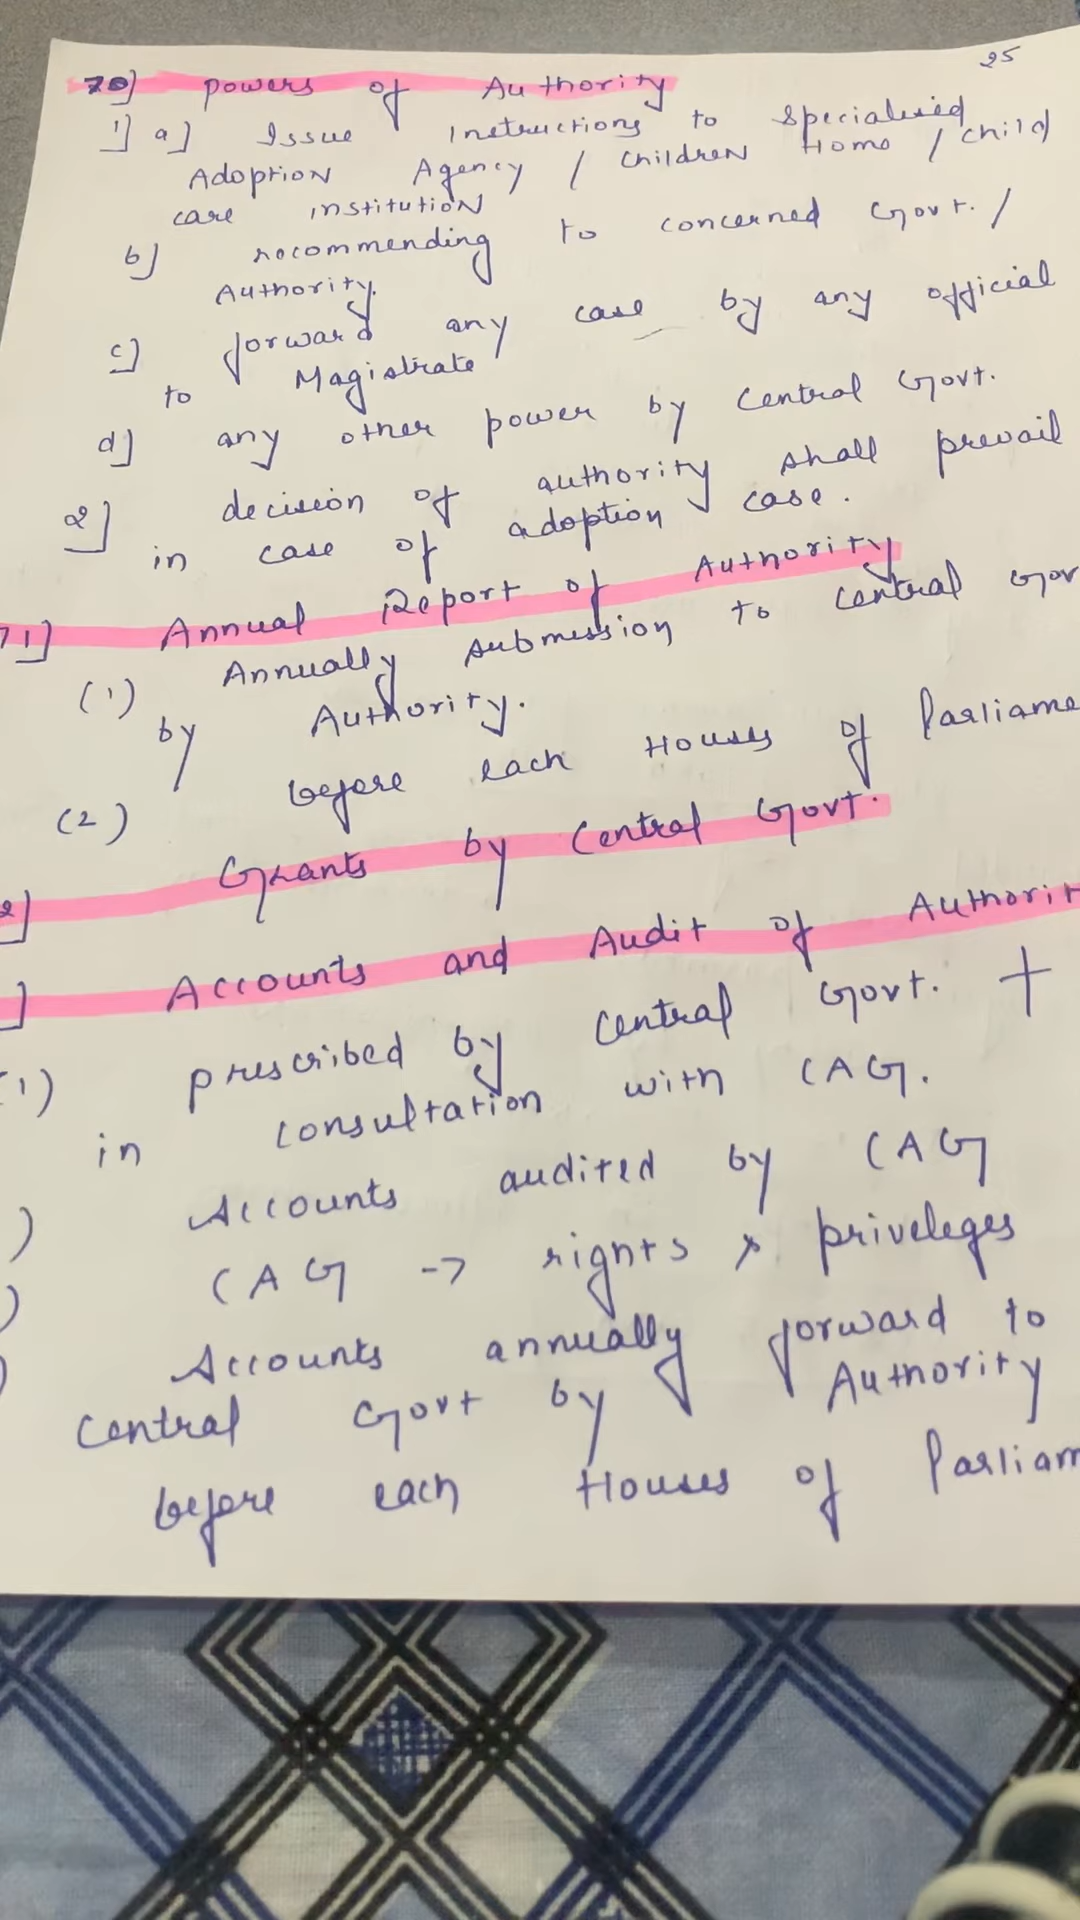 25
70] Powers of Authority
1] a] Issue Instructions to Specialised
Adoption Agency / Children Home / Child
care institution
b] recommending to concerned Govt. /
Authority.
c] forward any case by any official
to Magistrate
d] any other power by Central Govt.
2] decision of authority shall prevail
in case of adoption case.
71] Annual Report of Authority
(1) Annually submission to Central Gov
by Authority.
(2) before each Houses of Parliame
2] Grants by Central Govt.
] Accounts and Audit of Authorit
(1) prescribed by Central Govt. +
in consultation with CAG.
) Accounts audited by CAG
) CAG -> rights & priveleges
) Accounts annually forward to
Central Govt by Authority
before each Houses of Parliam